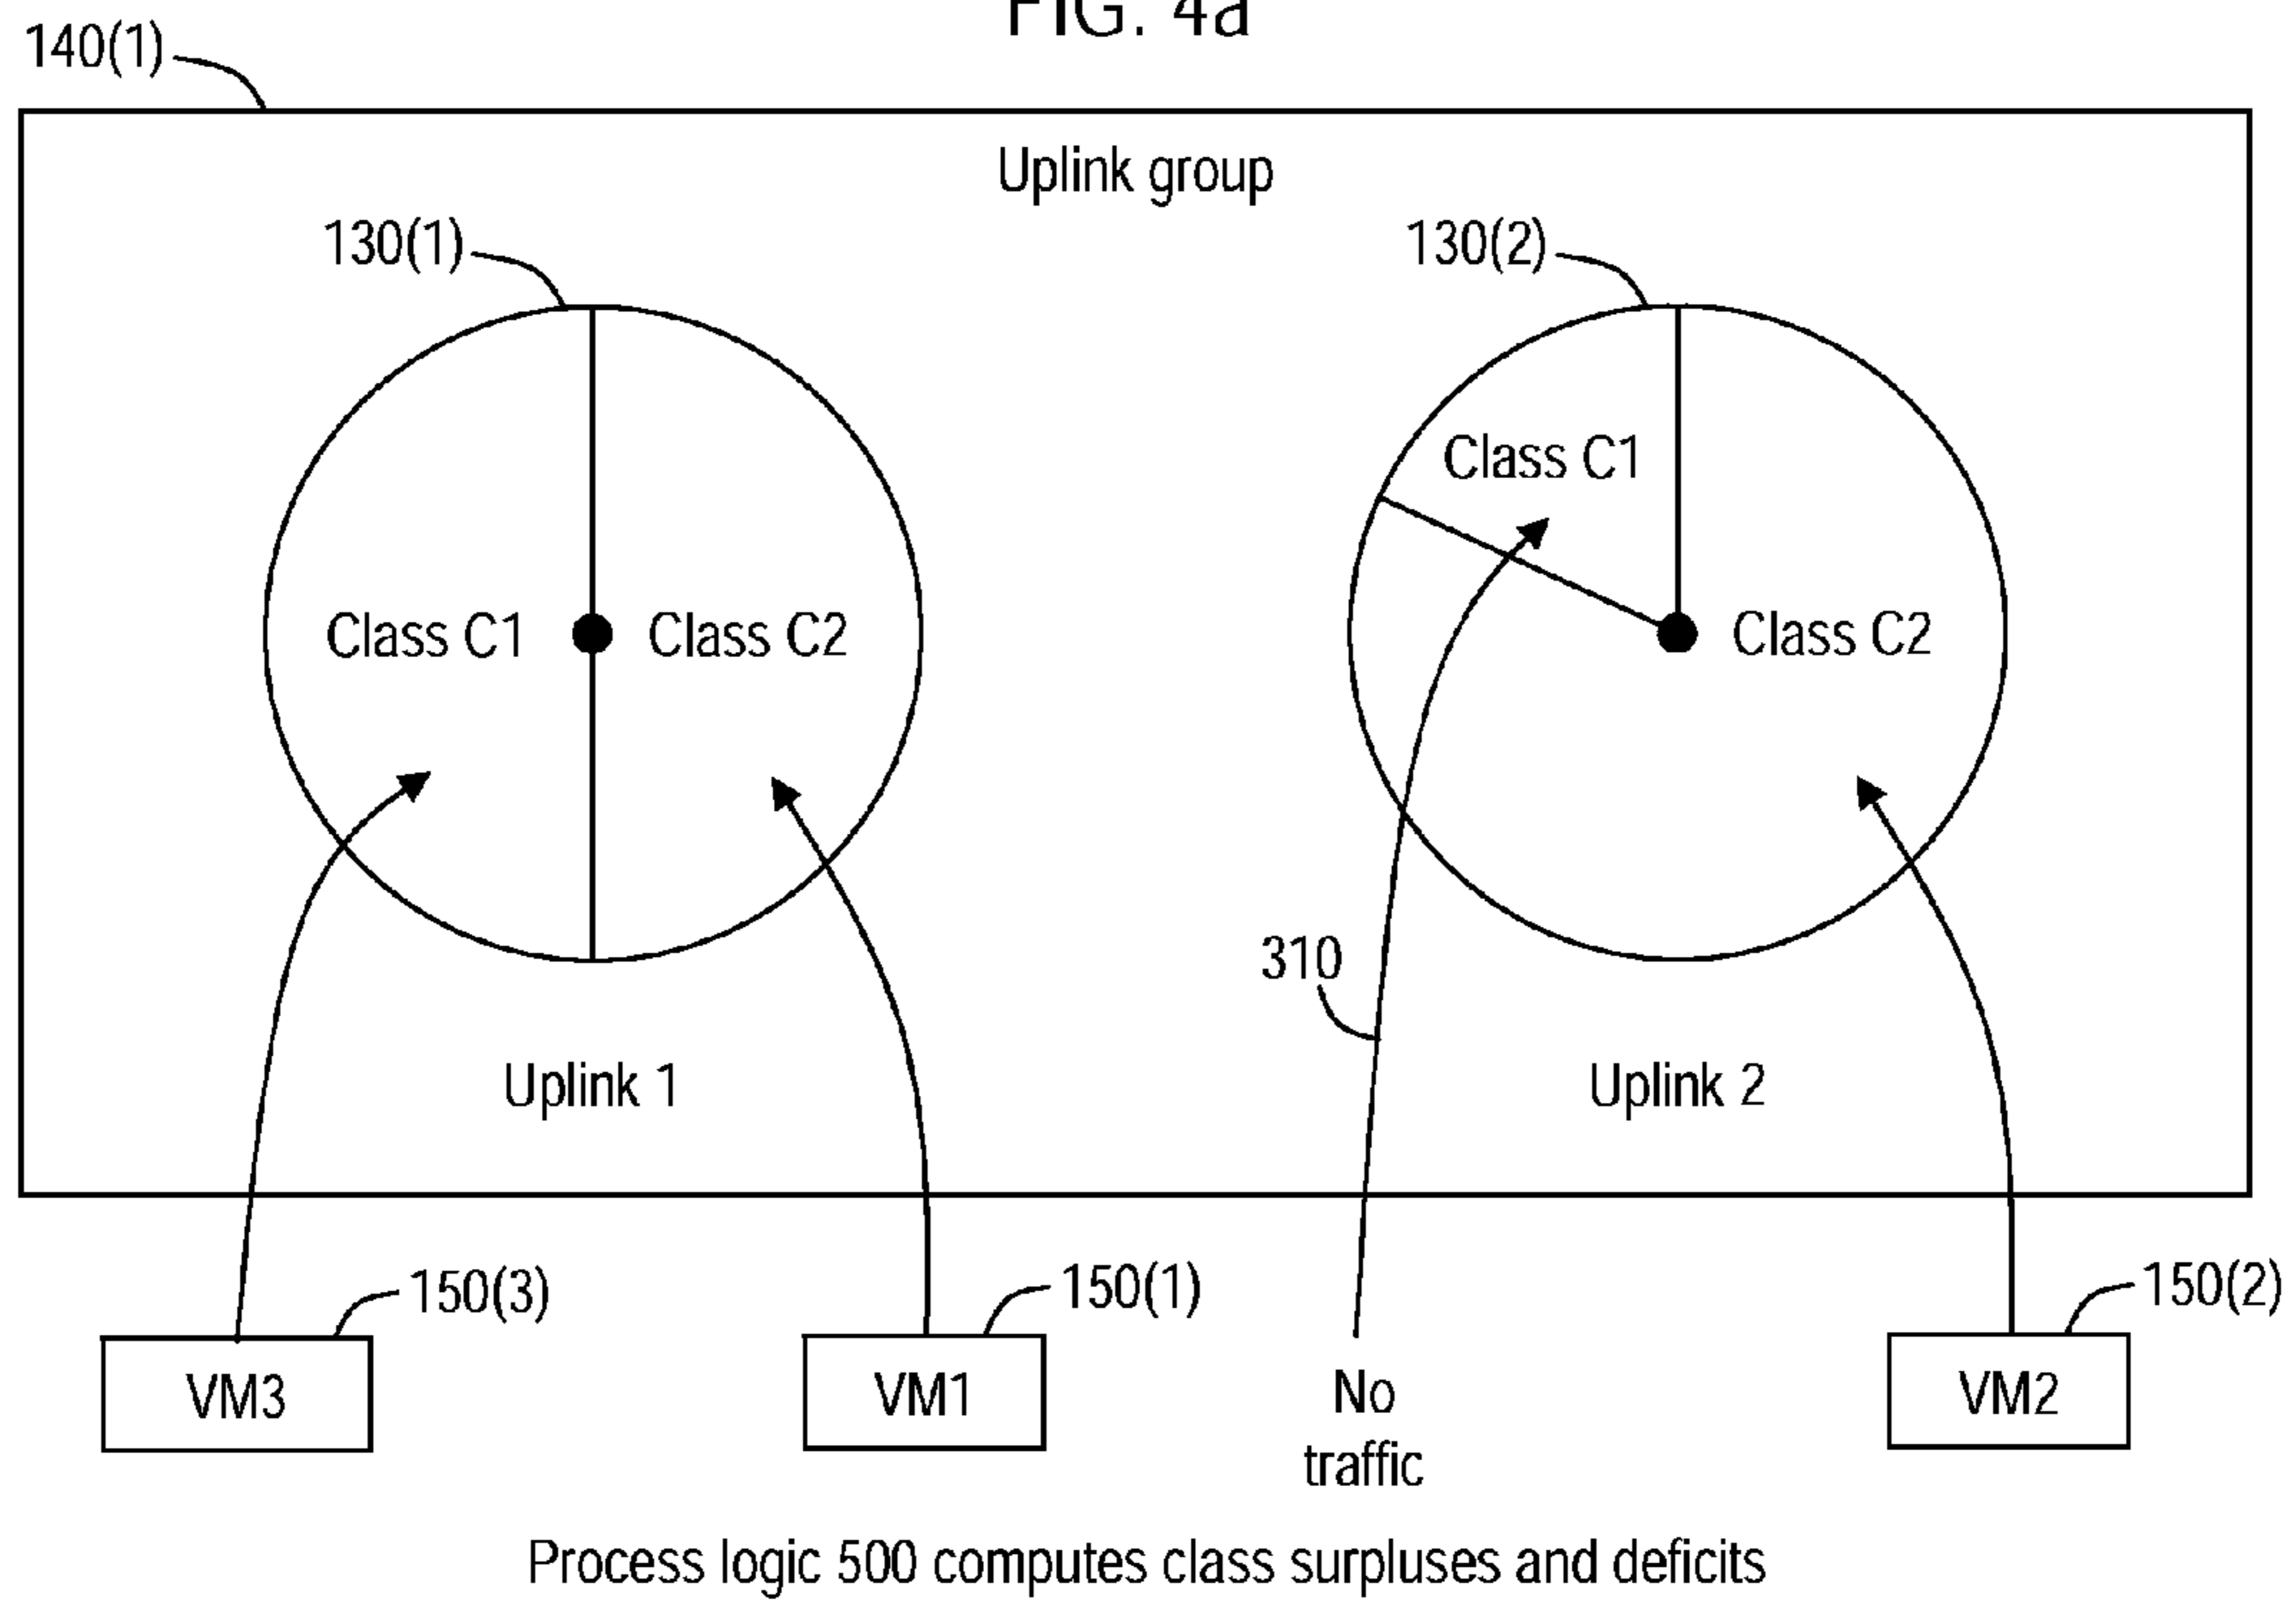 FIG. 4a
140(1)
Uplink group
130(1)
130(2)
Class C1
Class C1
Class C2
Class C2
310
Uplink 1
Uplink 2
150(3)
150(1)
150(2)
VM3
VM1
No
traffic
VM2
Process logic 500 computes class surpluses and deficits